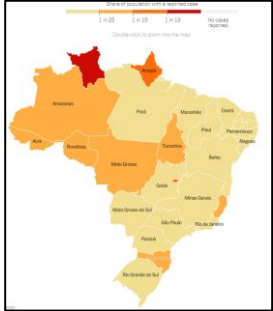 Share of population with a reported case
1 in 20 1 in 15 1 in 10 No cases
reported
Double-click to zoom into the map
Amapá
Amazonas
Pará
Maranhão
Ceará
Piauí
Pernambuco
Acre
Rondônia
Tocantins
Alagoas
Mato Grosso
Bahia
Goiás
Minas Gerais
Mato Grosso do Sul
São Paulo
Rio de Janeiro
Paraná
Rio Grande do Sul